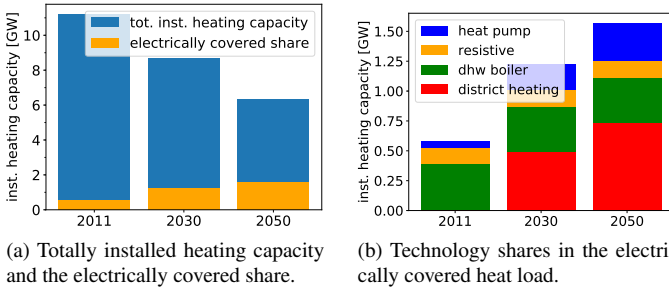 tot. inst. heating capacity
electrically covered share
inst. heating capacity [GW]
10
8
6
4
2
0
2011 2030 2050
(a) Totally installed heating capacity
and the electrically covered share.
heat pump
resistive
dhw boiler
district heating
inst. heating capacity [GW]
1.50
1.25
1.00
0.75
0.50
0.25
0.00
2011 2030 2050
(b) Technology shares in the electri
cally covered heat load.